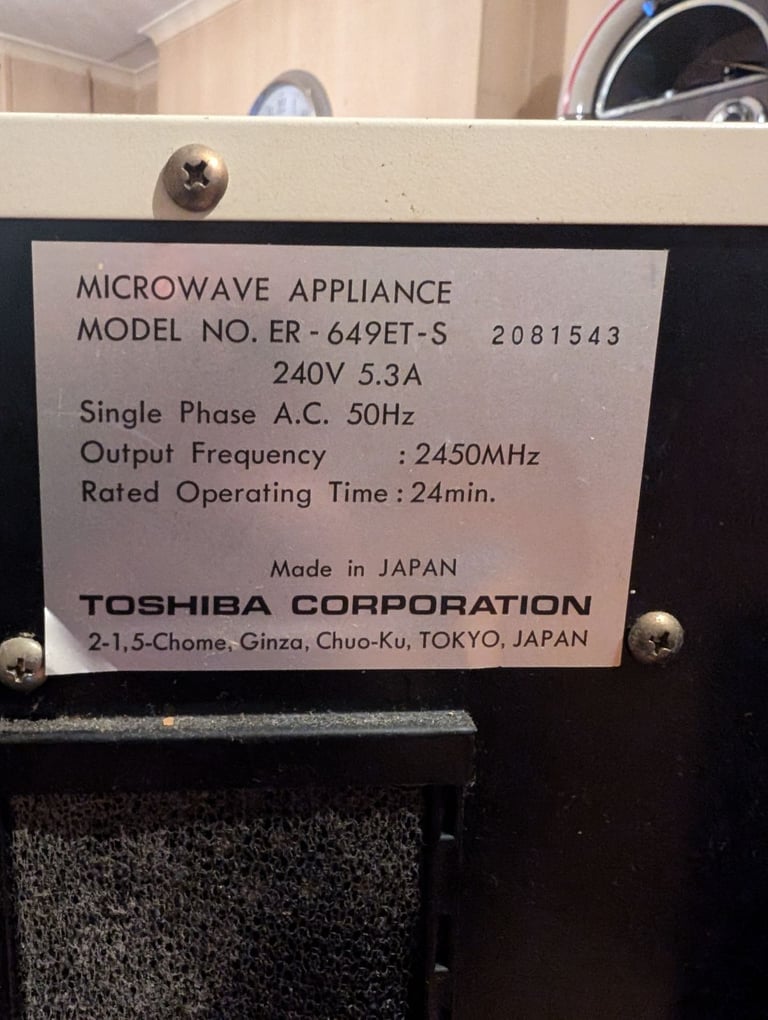 MICROWAVE APPLIANCE
MODEL NO. ER-649ET-S 2081543
240V 5.3A
Single Phase A.C. 50Hz
Output Frequency : 2450MHz
Rated Operating Time : 24min.
Made in JAPAN
TOSHIBA CORPORATION
2-1,5-Chome, Ginza, Chuo-Ku, TOKYO, JAPAN